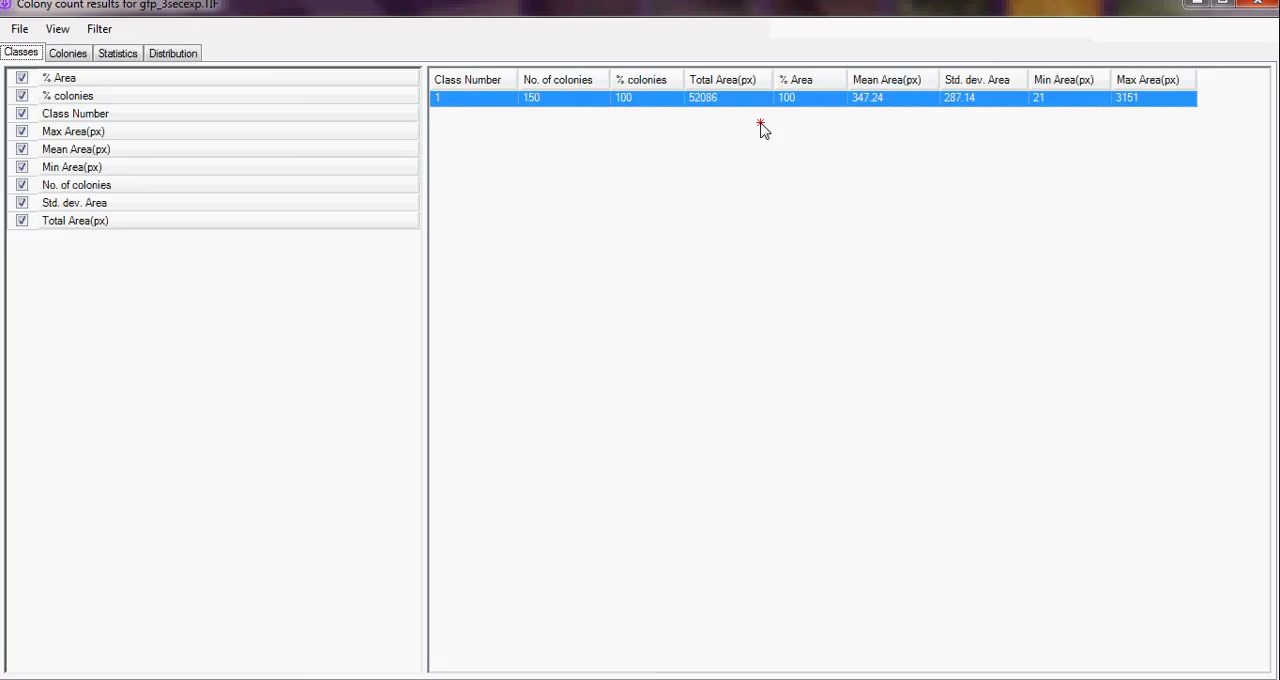 Colony count results for gfp_3secexp.TIF
File View Filter
Classes Colonies Statistics Distribution
% Area
% colonies
Class Number
Max Area(px)
Mean Area(px)
Min Area(px)
No. of colonies
Std. dev. Area
Total Area(px)
Class Number No. of colonies % colonies Total Area(px) % Area Mean Area(px) Std. dev. Area Min Area(px) Max Area(px)
1 150 100 52086 100 347.24 287.14 21 3151